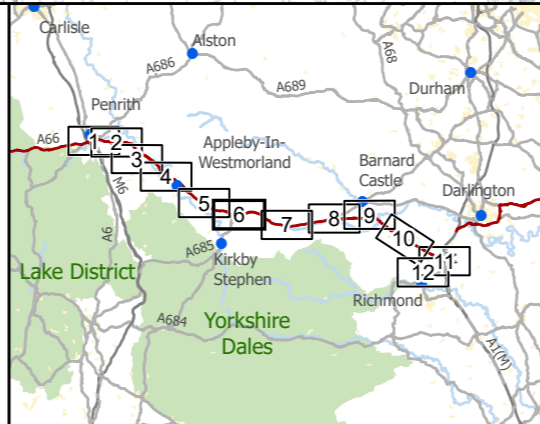 Carlisle
Alston
A68
A686
A689
Durham
Penrith
A66
1
2
3
4
5
6
7
8
9
10
11
12
Appleby-In-
Westmorland
Barnard
Castle
Darlington
M6
A6
A685
Kirkby
Stephen
Lake District
Richmond
A684
Yorkshire
Dales
A1(M)